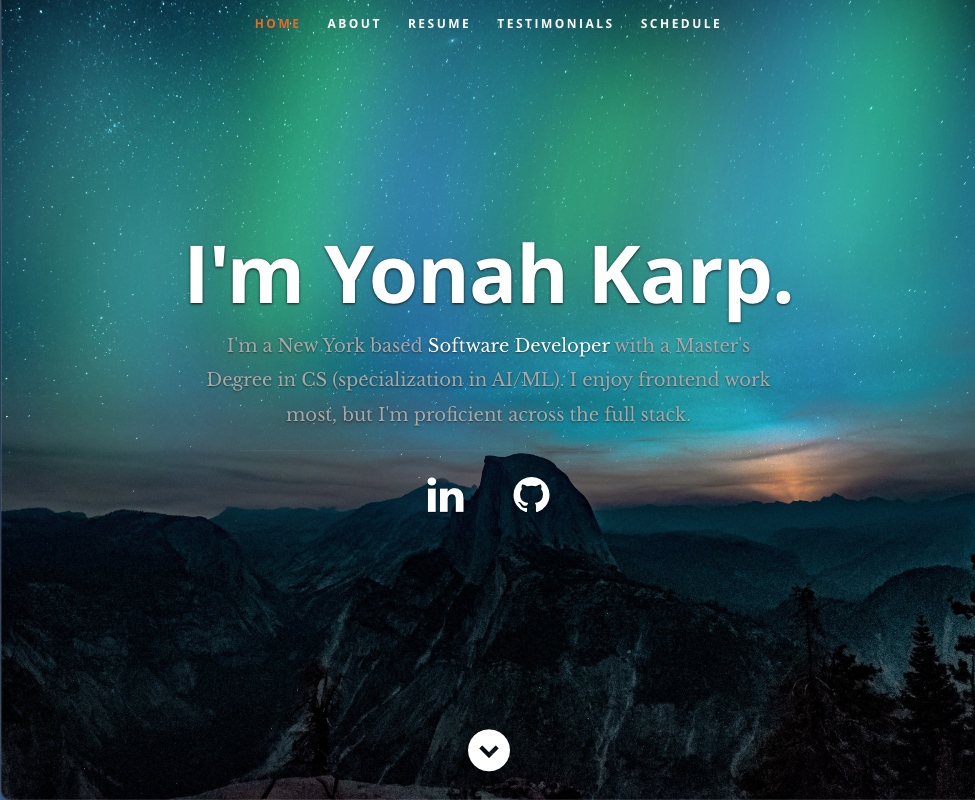 HOME ABOUT RESUME TESTIMONIALS SCHEDULE
I'm Yonah Karp.
I'm a New York based Software Developer with a Master's
Degree in CS (specialization in AI/ML). I enjoy frontend work
most, but I'm proficient across the full stack.
in